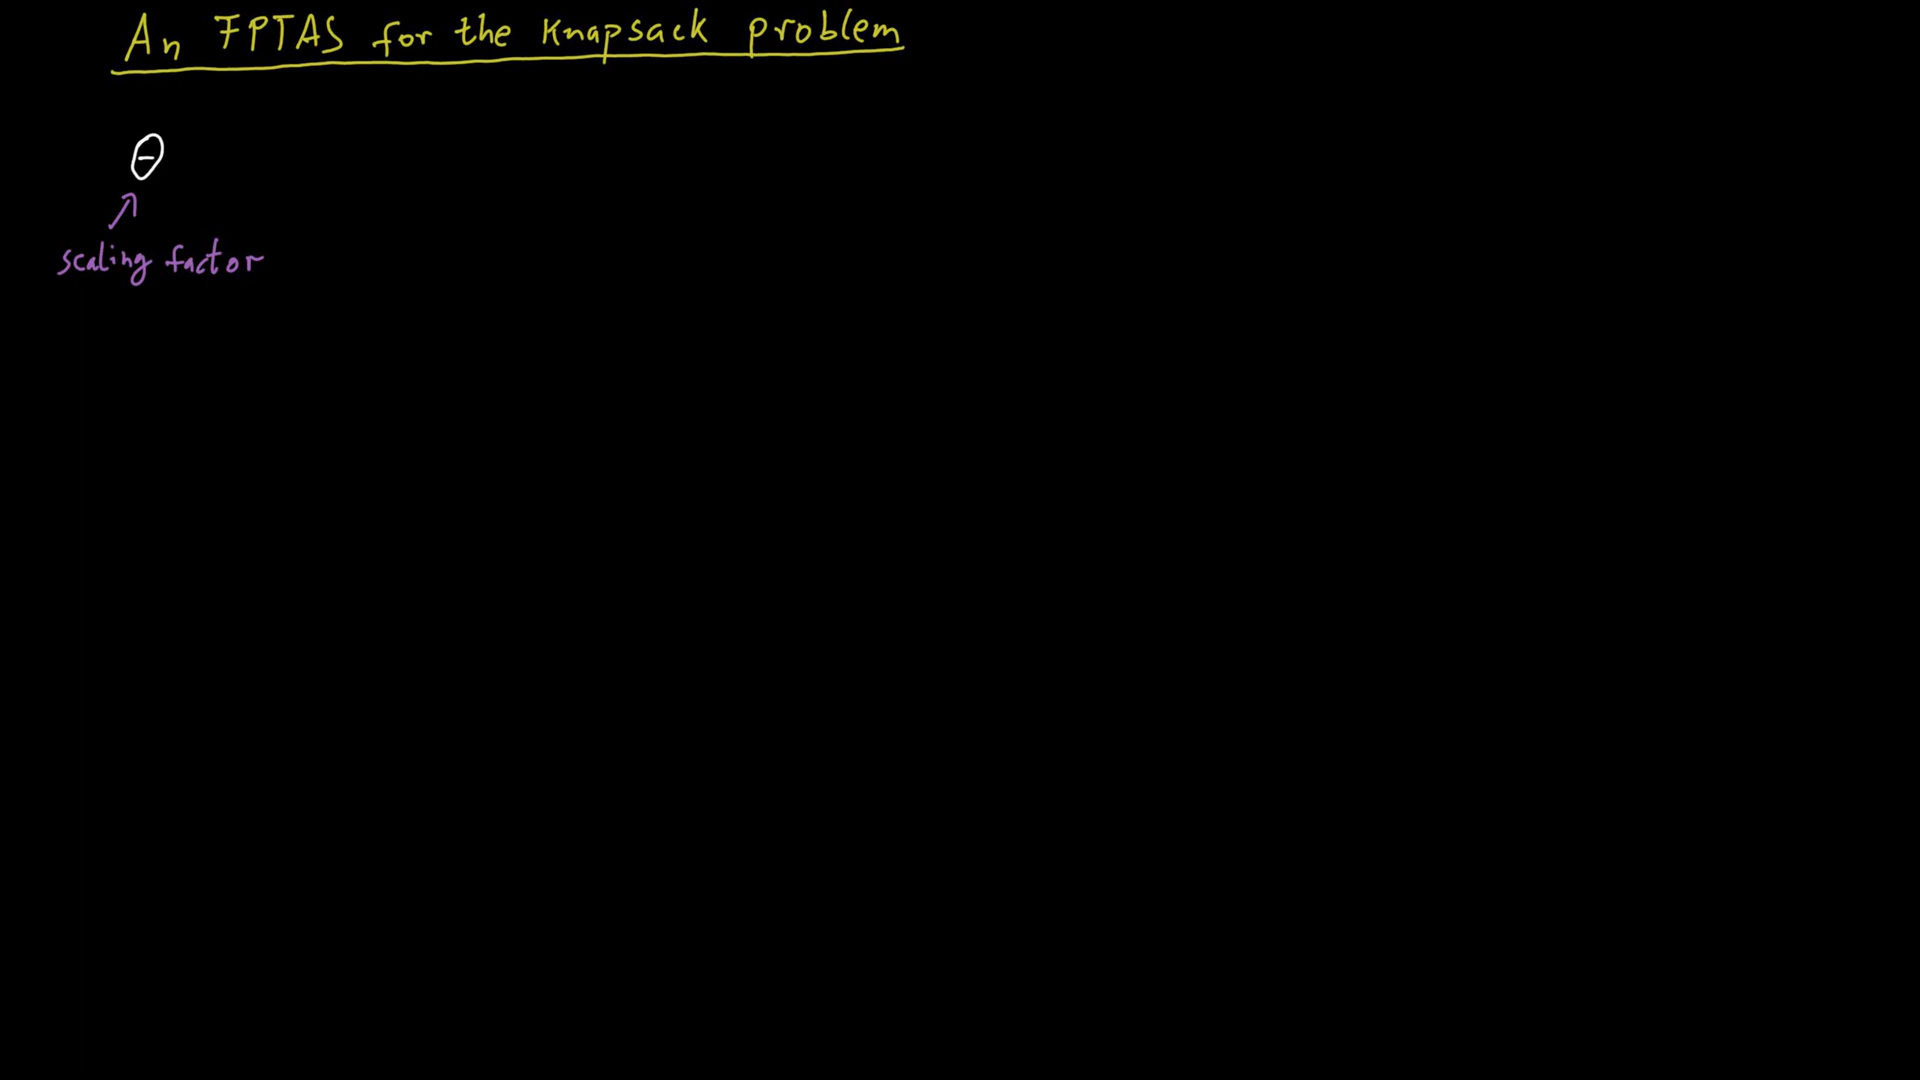 An FPTAS for the Knapsack problem
θ
scaling factor